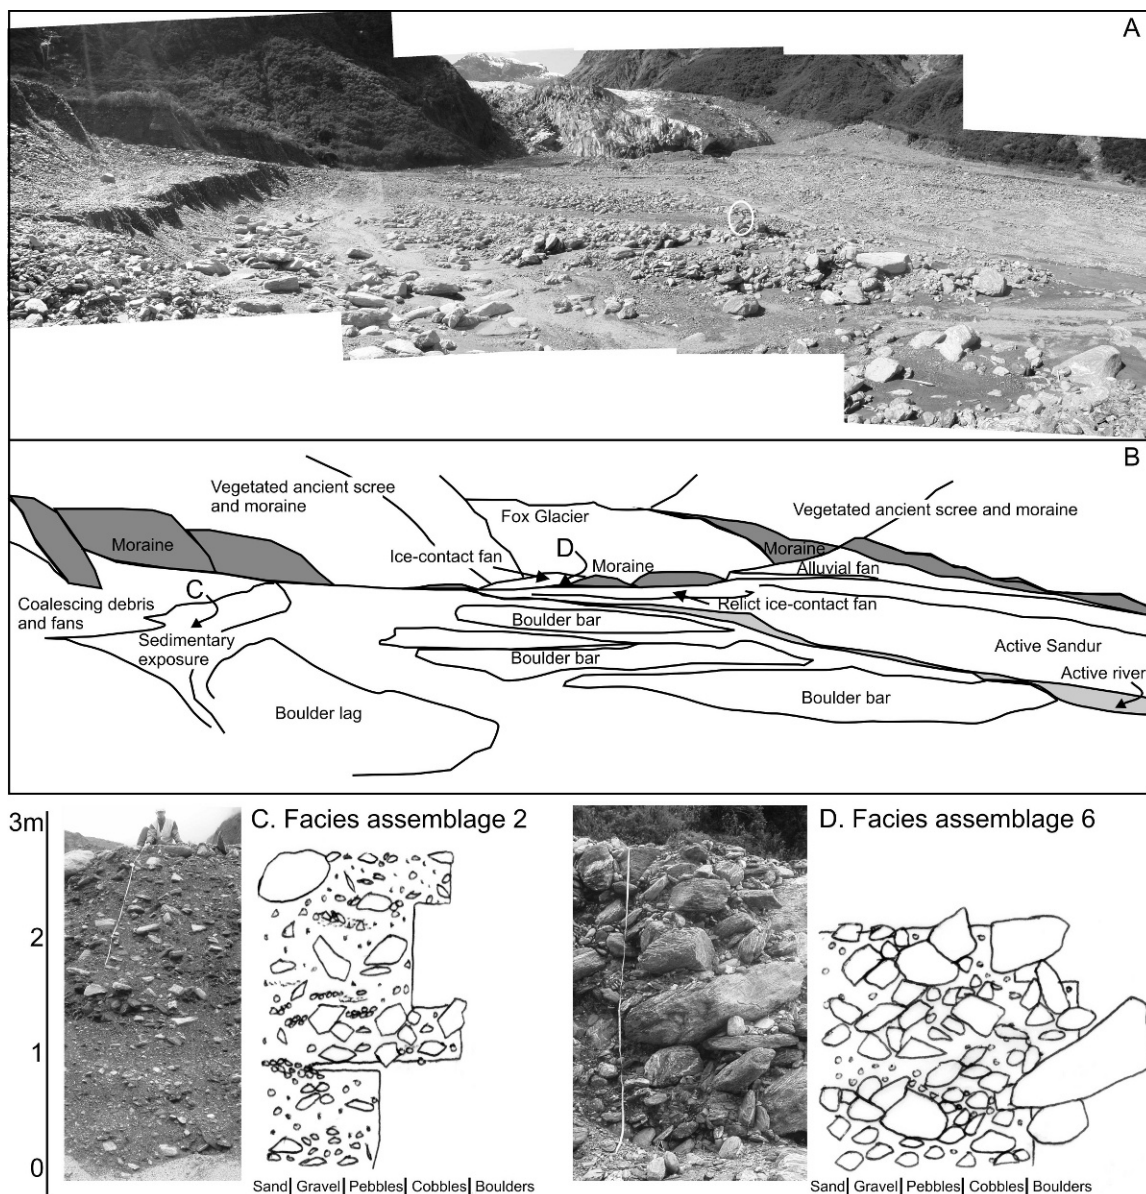 A
B
Vegetated ancient scree
and moraine
Fox Glacier
Vegetated ancient scree and moraine
Moraine
Ice-contact fan
D
Moraine
Moraine
Alluvial fan
C
Relict ice-contact fan
Coalescing debris
and fans
Boulder bar
Sedimentary
exposure
Active Sandur
Boulder bar
Active river
Boulder lag
Boulder bar
3m
C. Facies assemblage 2
D. Facies assemblage 6
2
1
0
Sand Gravel Pebbles Cobbles Boulders
Sand Gravel Pebbles Cobbles Boulders